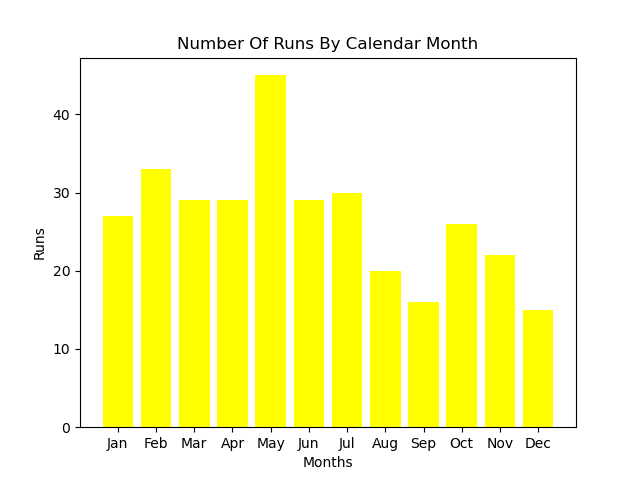 Number Of Runs By Calendar Month
Runs
40
30
20
10
0
Jan Feb Mar Apr May Jun Jul Aug Sep Oct Nov Dec
Months